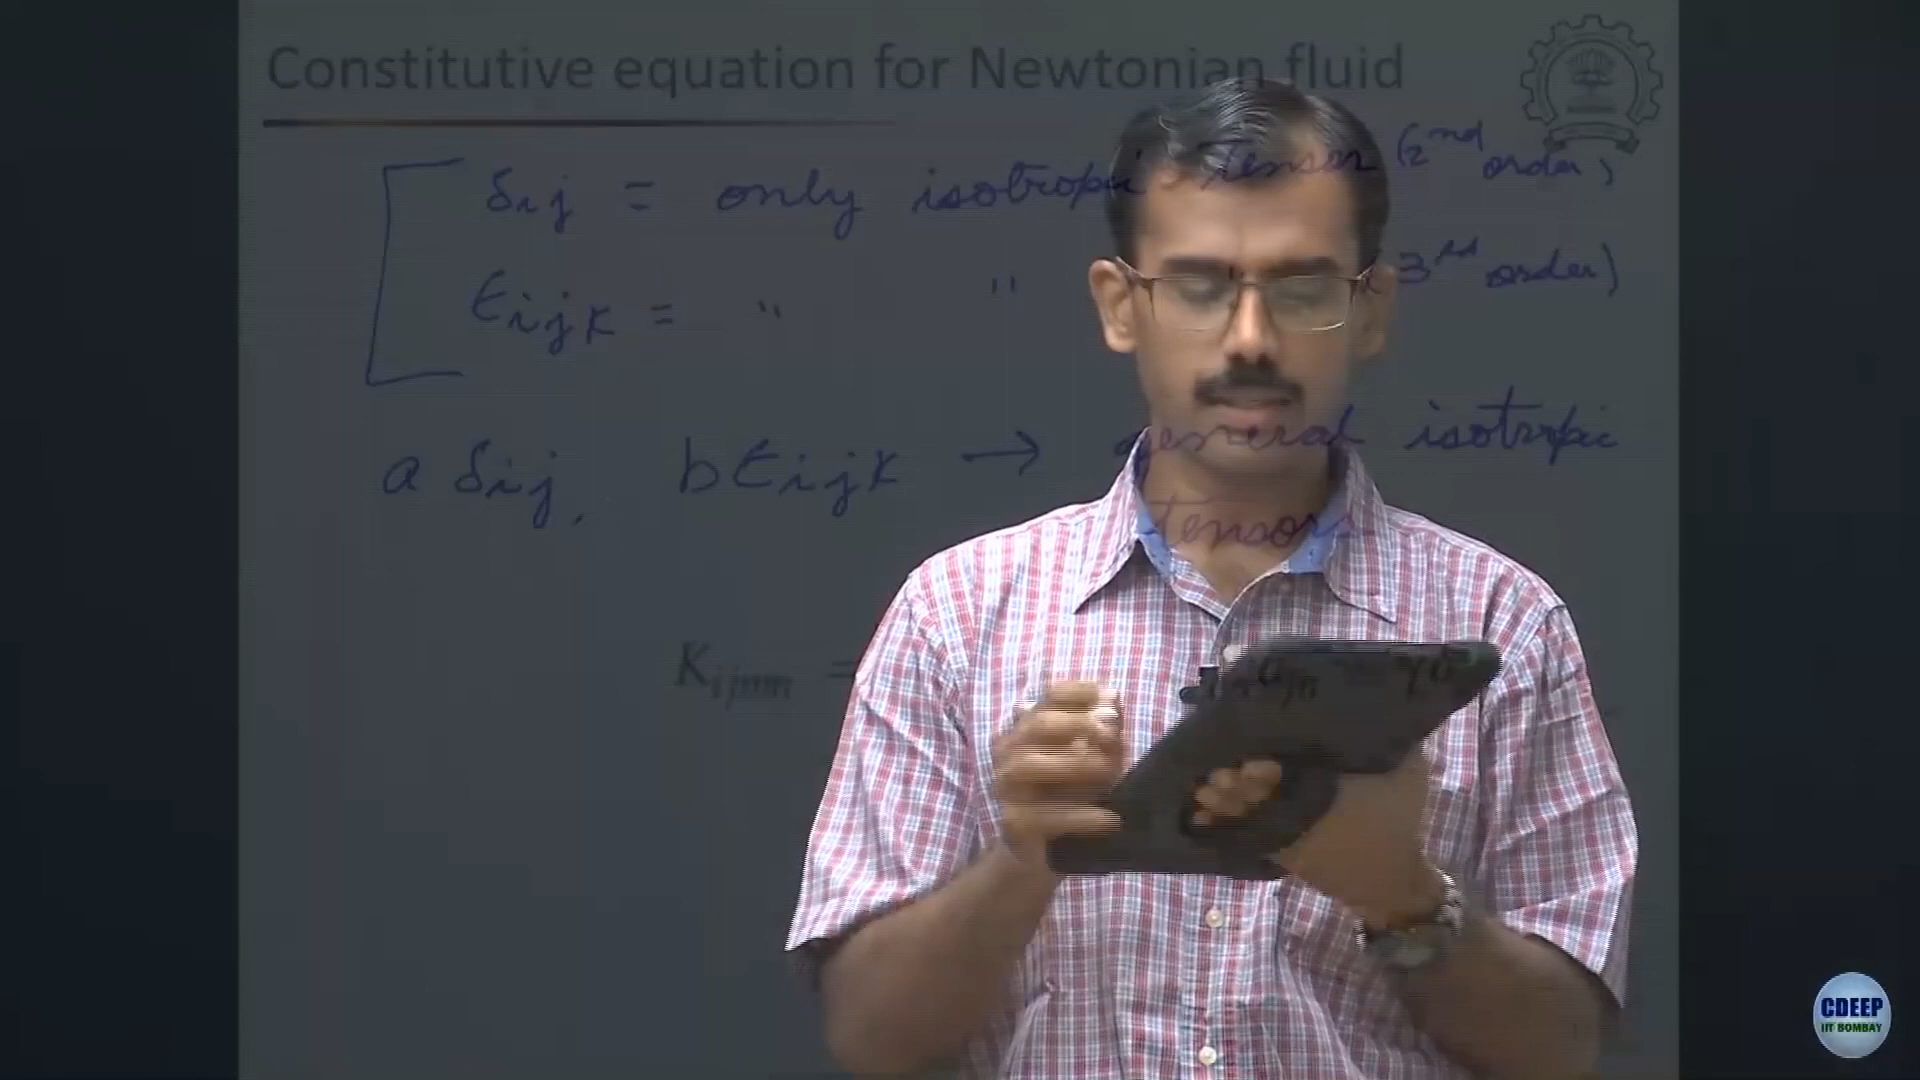 Constitutive equation for Newtonian fluid
δij = only isotropic tensor (2nd order)
ϵijk = " " (3rd order)
a δij, b ϵijk → general isotropic
tensors
Kijmn =
CDEEP
IIT BOMBAY